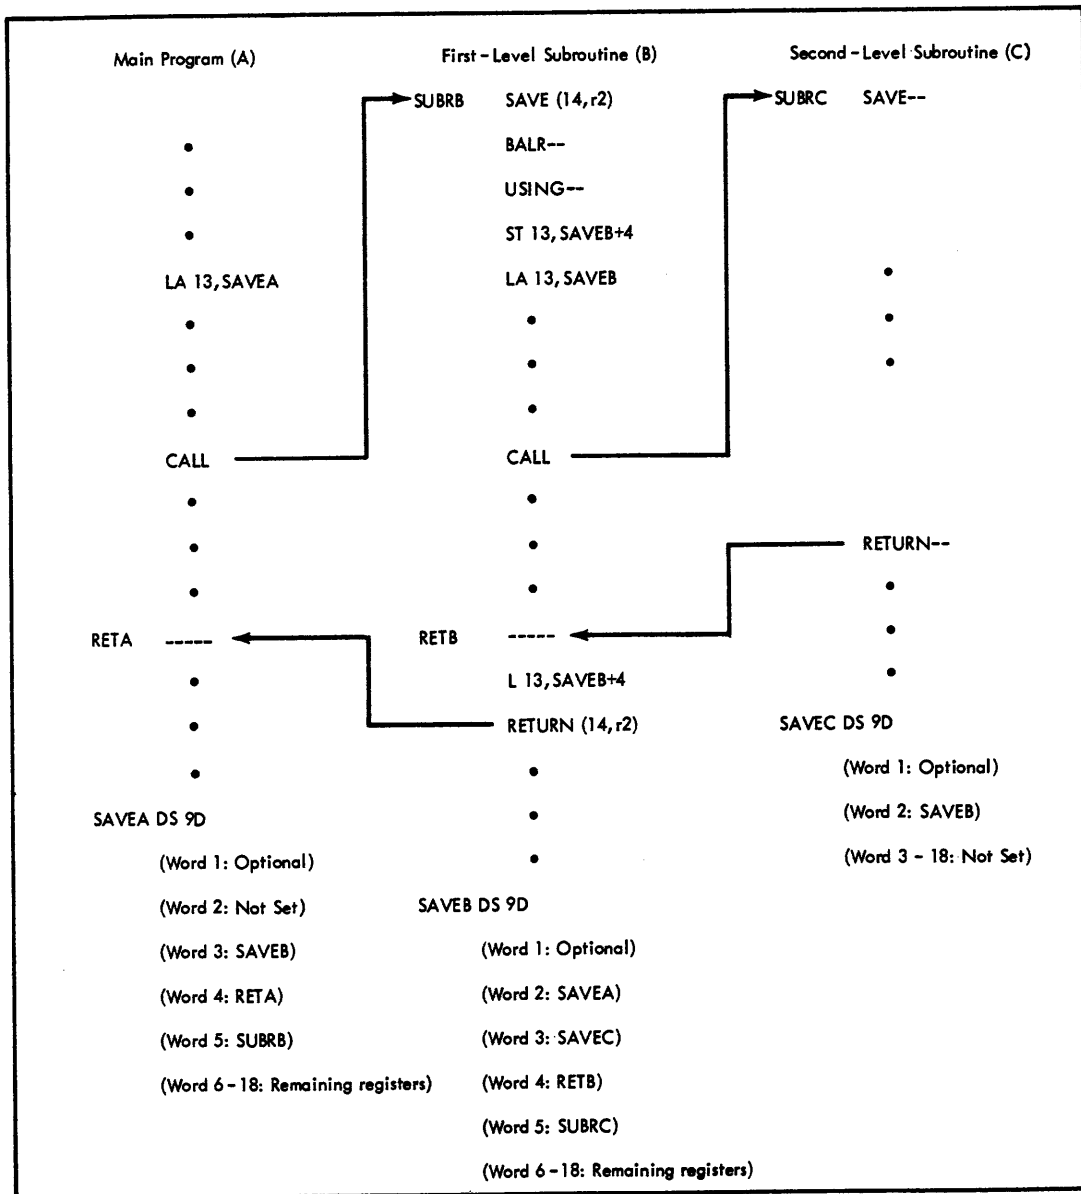 Main Program (A)
LA 13,SAVEA
CALL
RETA -----
SAVEA DS 9D
(Word 1: Optional)
(Word 2: Not Set)
(Word 3: SAVEB)
(Word 4: RETA)
(Word 5: SUBRB)
(Word 6-18: Remaining registers)
First-Level Subroutine (B)
SUBRB SAVE (14,r2)
BALR--
USING--
ST 13,SAVEB+4
LA 13,SAVEB
CALL
RETB -----
L 13,SAVEB+4
RETURN (14,r2)
SAVEB DS 9D
(Word 1: Optional)
(Word 2: SAVEA)
(Word 3: SAVEC)
(Word 4: RETB)
(Word 5: SUBRC)
(Word 6-18: Remaining registers)
Second-Level Subroutine (C)
SUBRC SAVE--
RETURN--
SAVEC DS 9D
(Word 1: Optional)
(Word 2: SAVEB)
(Word 3 - 18: Not Set)